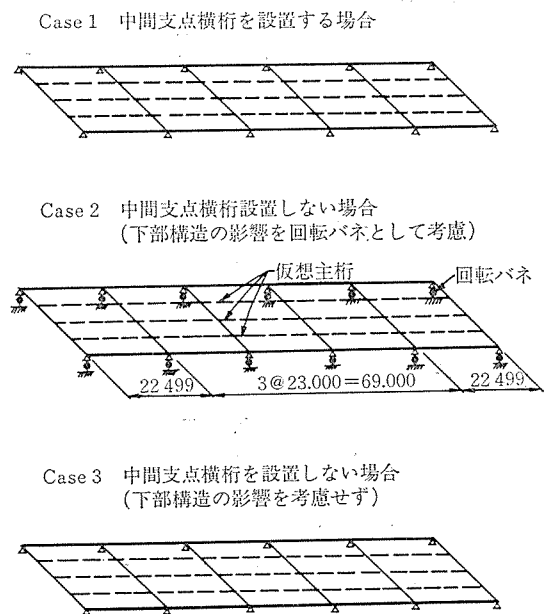 Case 1 中間支点横桁を設置する場合
Case 2 中間支点横桁設置しない場合
(下部構造の影響を回転バネとして考慮)
仮想主桁
回転バネ
22 499
3@23.000=69.000
22 499
Case 3 中間支点横桁を設置しない場合
(下部構造の影響を考慮せず)